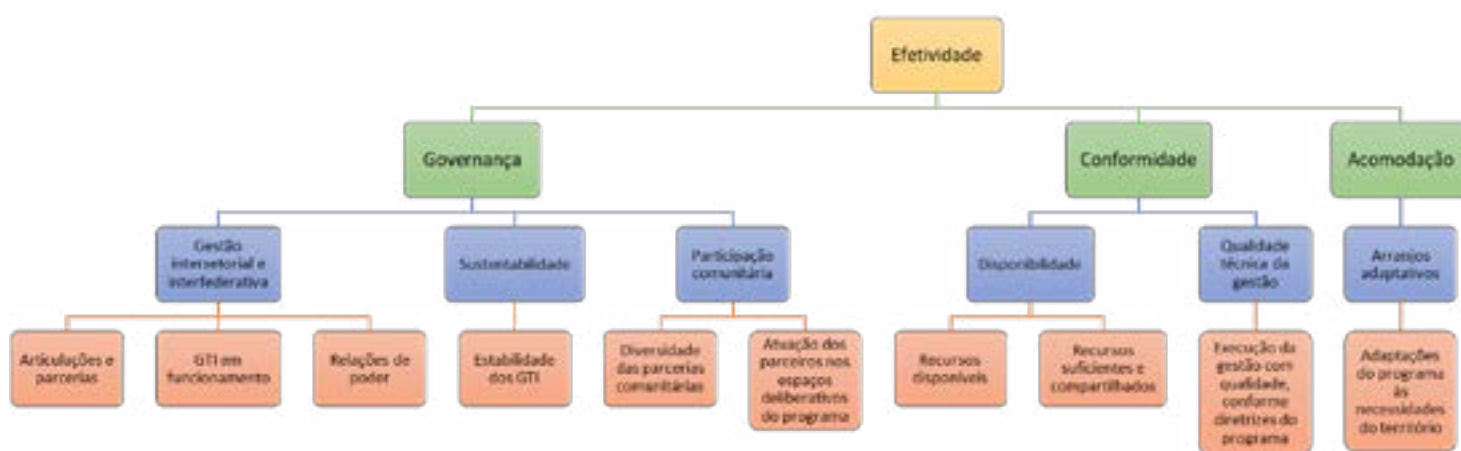 Efetividade
Governança
Conformidade
Acomodação
Gestão
intersetorial e
interfederativa
Sustentabilidade
Participação
comunitária
Disponibilidade
Qualidade
técnica da
gestão
Arranjos
adaptativos
Articulações e
parcerias
GTI em
funcionamento
Relações de
poder
Estabilidade
dos GTI
Diversidade
das parcerias
comunitárias
Atuação dos
parceiros nos
espaços
deliberativos
do programa
Recursos
disponíveis
Recursos
suficientes e
compartilhados
Execução da
gestão com
qualidade,
conforme
diretrizes do
programa
Adaptações
do programa
às
necessidades
do território